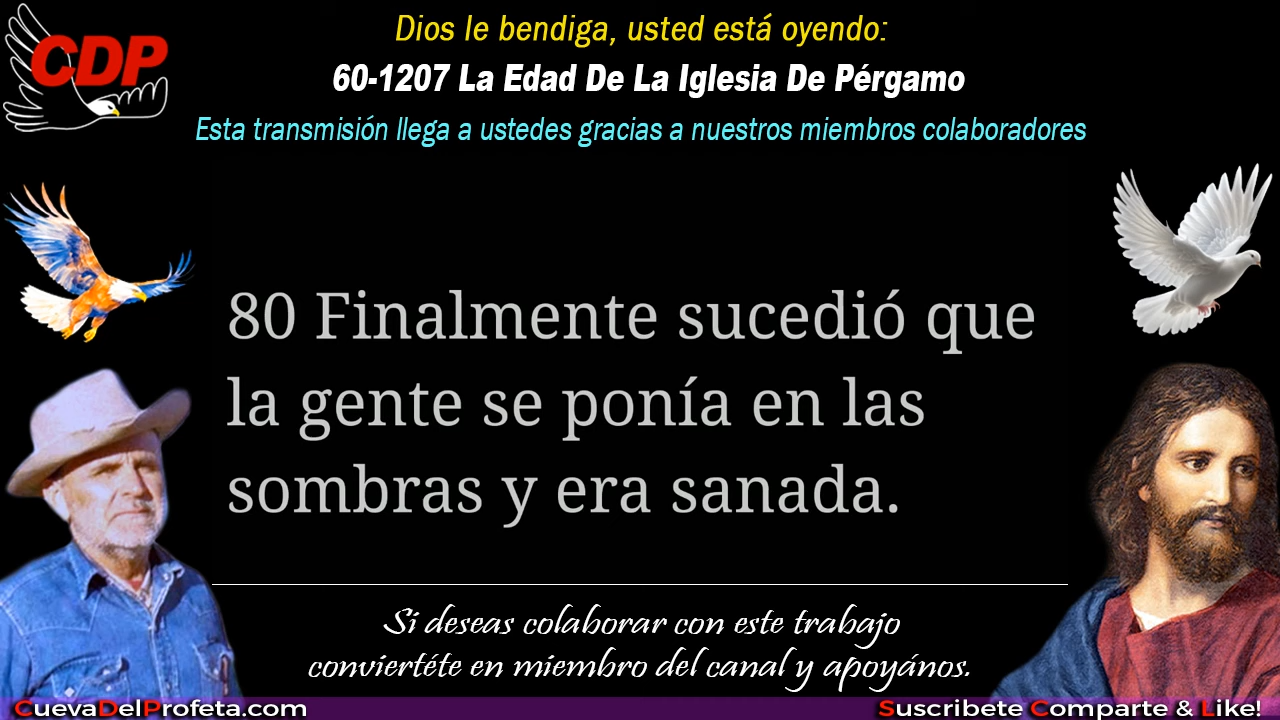 CDP
Dios le bendiga, usted está oyendo:
60-1207 La Edad De La Iglesia De Pérgamo
Esta transmisión llega a ustedes gracias a nuestros miembros colaboradores
80 Finalmente sucedió que
la gente se ponía en las
sombras y era sanada.
Si deseas colaborar con este trabajo
conviertéte en miembro del canal y apoyános.
CuevaDelProfeta.com
Suscribete Comparte & Like!